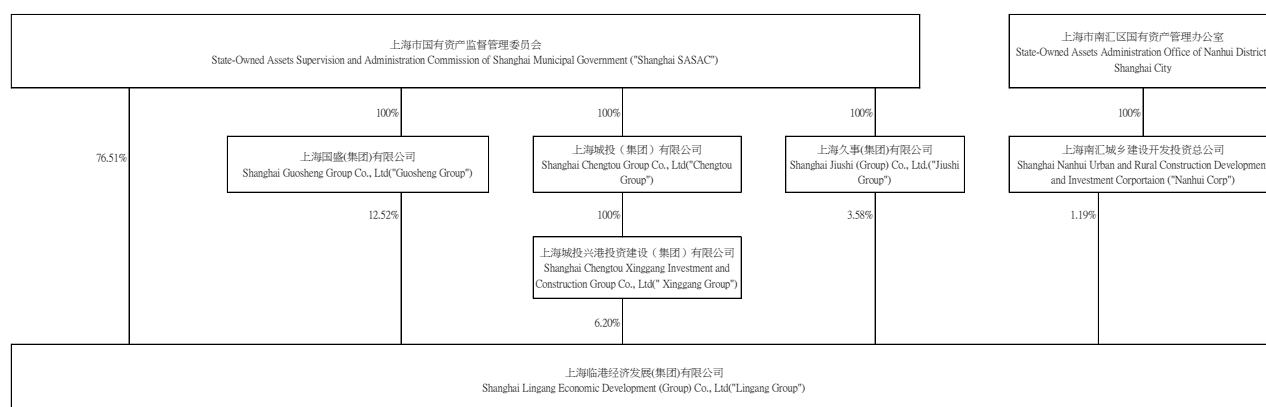 上海市国有资产监督管理委员会
State-Owned Assets Supervision and Administration Commission of Shanghai Municipal Government ("Shanghai SASAC")
上海市南汇区国有资产管理办公室
State-Owned Assets Administration Office of Nanhui District
Shanghai City
100%
100%
100%
100%
76.51%
上海国盛(集团)有限公司
Shanghai Guosheng Group Co., Ltd("Guosheng Group")
上海城投（集团）有限公司
Shanghai Chengtou Group Co., Ltd("Chengtou
Group")
上海久事(集团)有限公司
Shanghai Jiushi (Group) Co., Ltd.("Jiushi
Group")
上海南汇城乡建设开发投资总公司
Shanghai Nanhui Urban and Rural Construction Development
and Investment Corportaion ("Nanhui Corp")
12.52%
100%
3.58%
1.19%
上海城投兴港投资建设（集团）有限公司
Shanghai Chengtou Xinggang Investment and
Construction Group Co., Ltd(" Xinggang Group")
6.20%
上海临港经济发展(集团)有限公司
Shanghai Lingang Economic Development (Group) Co., Ltd("Lingang Group")